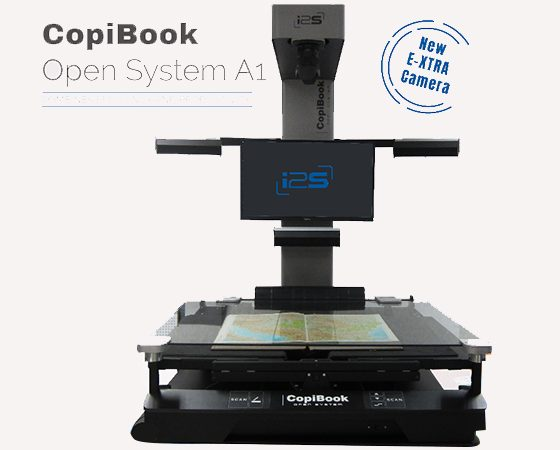 CopiBook
Open System A1
New
E-XTRA
Camera
i2S
CopiBook
i2S
SCAN
CopiBook
open system
SCAN